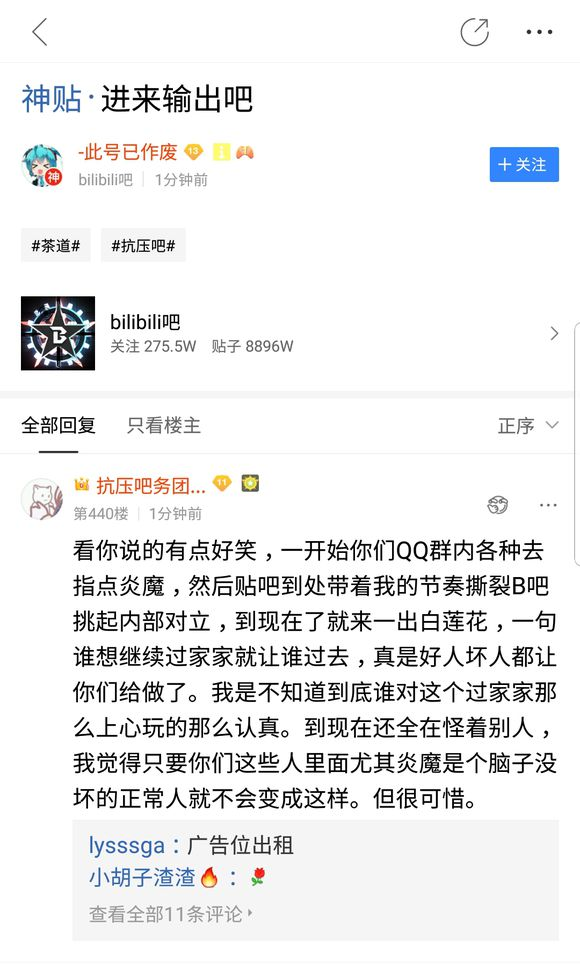 神贴·进来输出吧
-此号已作废 13
神
bilibili吧 1分钟前
+ 关注
#茶道# #抗压吧#
B
bilibili吧
关注 275.5W 贴子 8896W
全部回复 只看楼主 正序
抗压吧务团... 11
第440楼 1分钟前
看你说的有点好笑，一开始你们QQ群内各种去
指点炎魔，然后贴吧到处带着我的节奏撕裂B吧
挑起内部对立，到现在了就来一出白莲花，一句
谁想继续过家家就让谁过去，真是好人坏人都让
你们给做了。我是不知道到底谁对这个过家家那
么上心玩的那么认真。到现在还全在怪着别人，
我觉得只要你们这些人里面尤其炎魔是个脑子没
坏的正常人就不会变成这样。但很可惜。
lysssga：广告位出租
小胡子渣渣🔥：🌹
查看全部11条评论